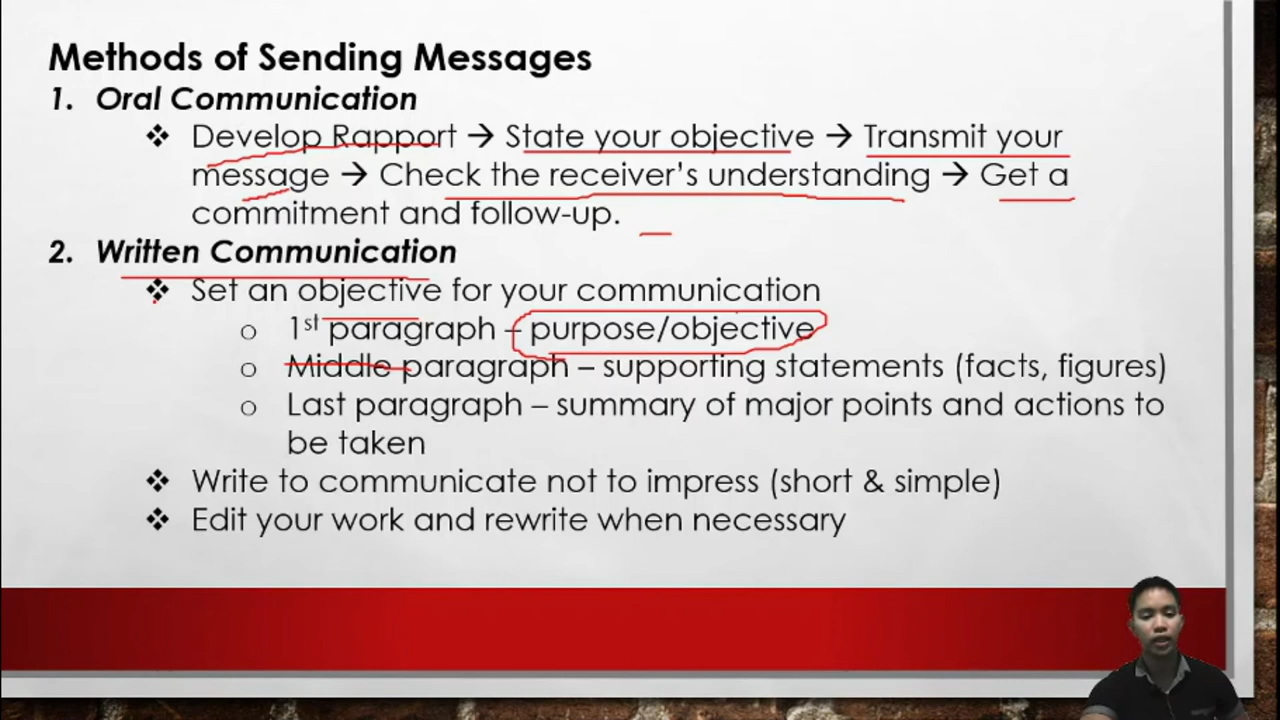 Methods of Sending Messages
1. Oral Communication
❖ Develop Rapport → State your objective → Transmit your
message → Check the receiver's understanding → Get a
commitment and follow-up.
2. Written Communication
❖ Set an objective for your communication
o 1st paragraph – purpose/objective
o Middle paragraph – supporting statements (facts, figures)
o Last paragraph – summary of major points and actions to
be taken
❖ Write to communicate not to impress (short & simple)
❖ Edit your work and rewrite when necessary